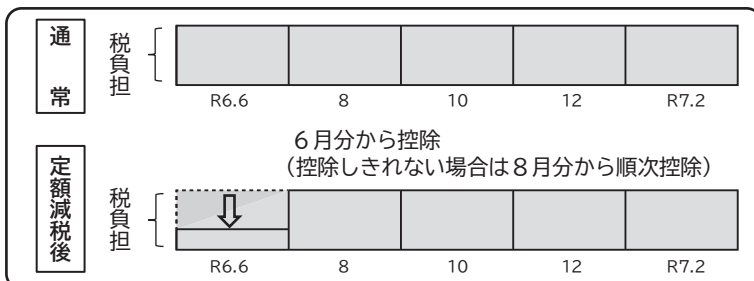 通常
税負担
R6.6 8 10 12 R7.2
6月分から控除
（控除しきれない場合は8月分から順次控除）
定額減税後
税負担
R6.6 8 10 12 R7.2